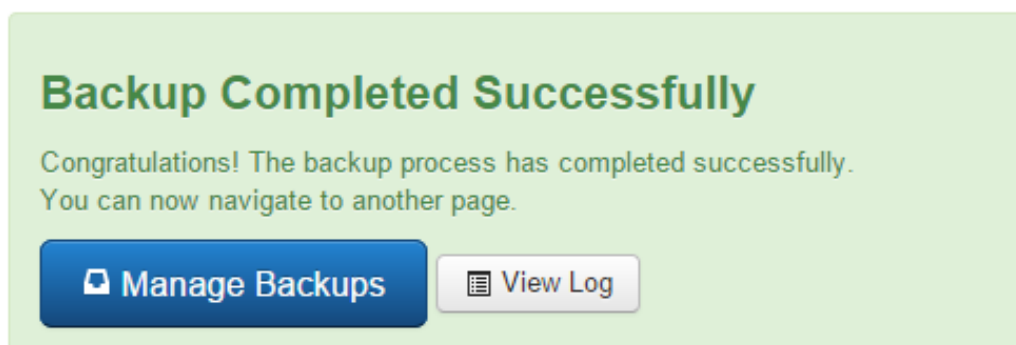 Backup Completed Successfully
Congratulations! The backup process has completed successfully.
You can now navigate to another page.
Manage Backups View Log